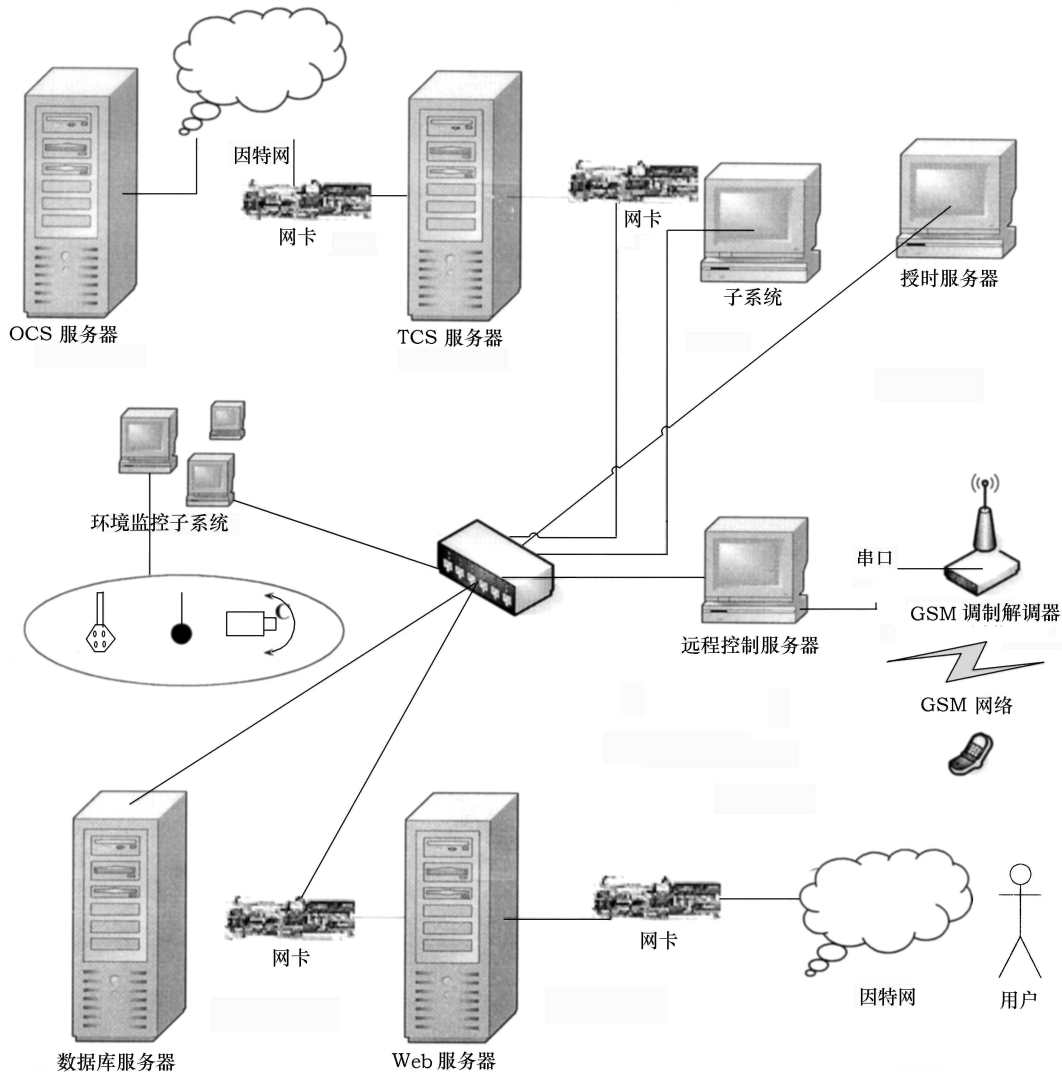 因特网
网卡
网卡
子系统
授时服务器
OCS 服务器
TCS 服务器
环境监控子系统
串口
GSM 调制解调器
远程控制服务器
GSM 网络
网卡
网卡
因特网
用户
数据库服务器
Web 服务器